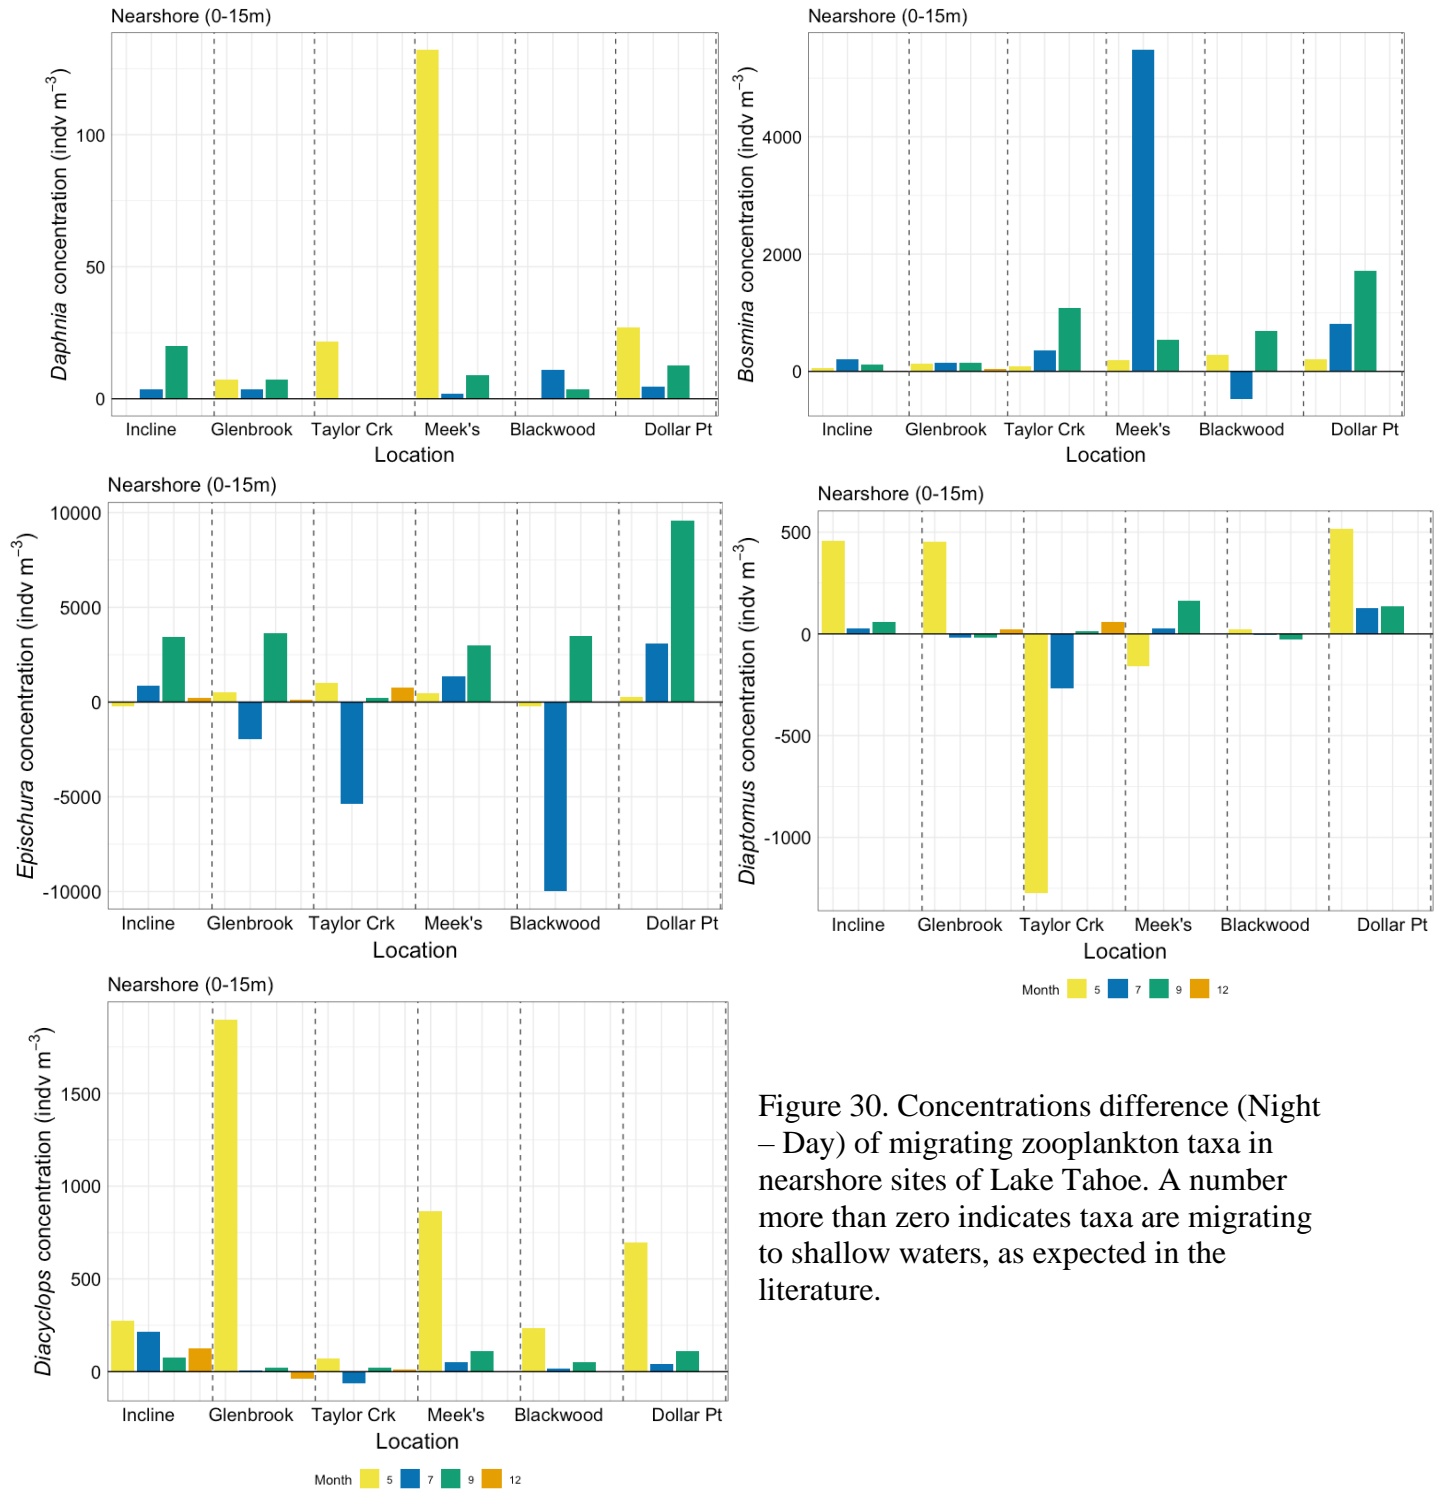 Nearshore (0-15m)
Daphnia concentration (indv m−3)
100
50
0
Incline Glenbrook Taylor Crk Meek's Blackwood Dollar Pt
Location
Nearshore (0-15m)
Bosmina concentration (indv m−3)
4000
2000
0
Incline Glenbrook Taylor Crk Meek's Blackwood Dollar Pt
Location
Nearshore (0-15m)
Epischura concentration (indv m−3)
10000
5000
0
-5000
-10000
Incline Glenbrook Taylor Crk Meek's Blackwood Dollar Pt
Location
Nearshore (0-15m)
Diaptomus concentration (indv m−3)
500
0
-500
-1000
Incline Glenbrook Taylor Crk Meek's Blackwood Dollar Pt
Location
Month 5 7 9 12
Nearshore (0-15m)
Diacyclops concentration (indv m−3)
1500
1000
500
0
Incline Glenbrook Taylor Crk Meek's Blackwood Dollar Pt
Location
Month 5 7 9 12
Figure 30. Concentrations difference (Night
– Day) of migrating zooplankton taxa in
nearshore sites of Lake Tahoe. A number
more than zero indicates taxa are migrating
to shallow waters, as expected in the
literature.